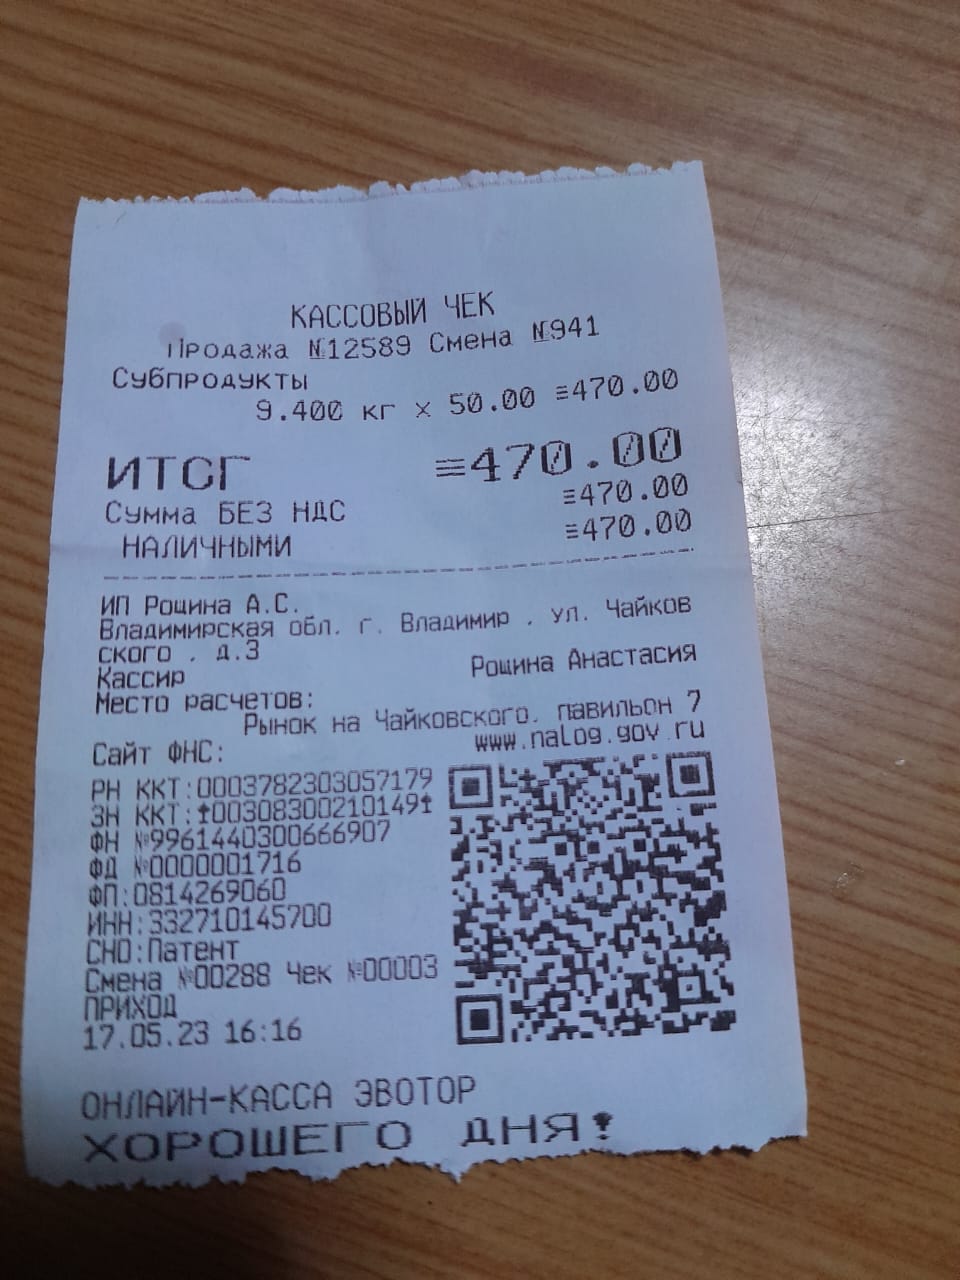 КАССОВЫЙ ЧЕК
Продажа №12589 Смена №941
Субпродукты
9.400 кг x 50.00 ≡470.00
ИТОГ ≡470.00
Сумма БЕЗ НДС ≡470.00
НАЛИЧНЫМИ ≡470.00
ИП Рощина А.С.
Владимирская обл. г. Владимир , ул. Чайков
ского , д.3
Кассир Рощина Анастасия
Место расчетов:
Рынок на Чайковского, павильон 7
Сайт ФНС: www.nalog.gov.ru
РН ККТ:0003782303057179
ЗН ККТ:↑00308300210149↑
ФН №9961440300666907
ФД №0000001716
ФП:0814269060
ИНН:332710145700
СНО:Патент
Смена №00288 Чек №00003
ПРИХОД
17.05.23 16:16
ОНЛАЙН-КАССА ЭВОТОР
ХОРОШЕГО ДНЯ!